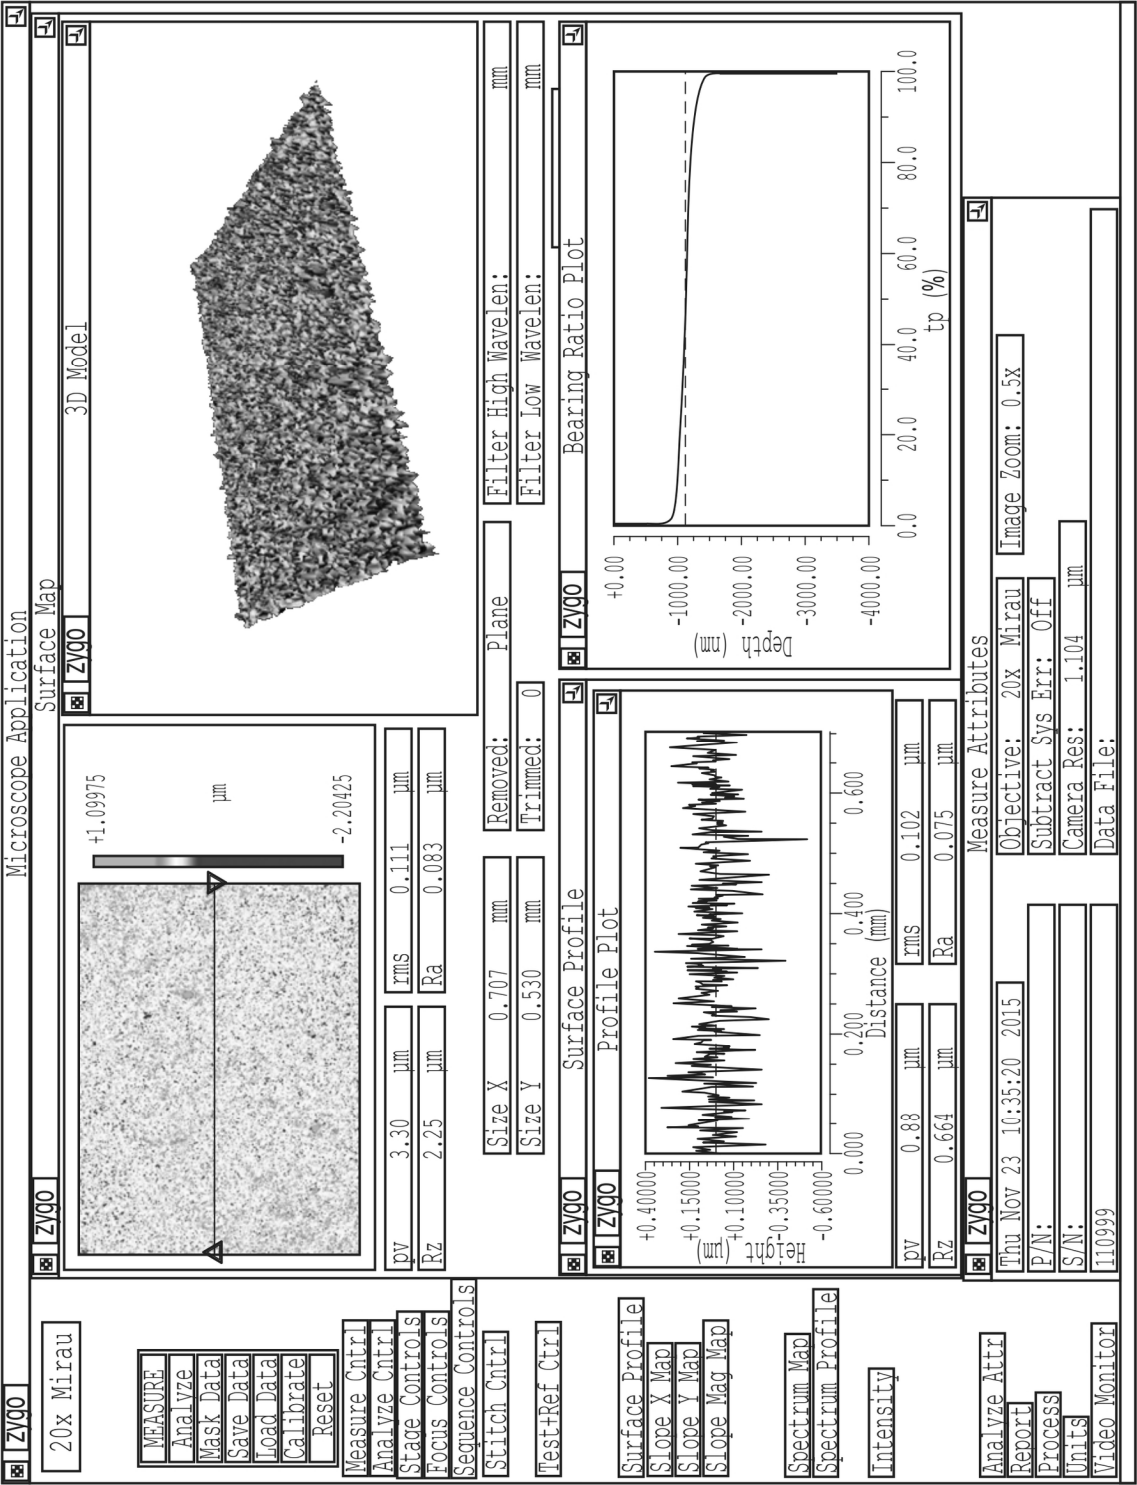 zygo Microscope Application
20x Mirau
MEASURE
Analyze
Mask Data
Save Data
Load Data
Calibrate
Reset
Measure Cntrl
Analyze Cntrl
Stage Controls
Focus Controls
Sequence Controls
Stitch Cntrl
Test+Ref Ctrl
Surface Profile
Slope X Map
Slope Y Map
Slope Mag Map
Spectrum Map
Spectrum Profile
Intensity
Analyze Attr
Report
Process
Units
Video Monitor
zygo Surface Map
+1.09975
µm
-2.20425
pv 3.30 µm
rms 0.111 µm
Rz 2.25 µm
Ra 0.083 µm
Size X 0.707 mm
Size Y 0.530 mm
zygo 3D Model
Removed: Plane
Trimmed: 0
Filter High Wavelen: mm
Filter Low Wavelen: mm
zygo Surface Profile
zygo Profile Plot
+0.40000
+0.15000
+0.10000
-0.35000
-0.60000
Height (µm)
0.000 0.200 0.400 0.600
Distance (mm)
pv 0.88 µm
rms 0.102 µm
Rz 0.664 µm
Ra 0.075 µm
zygo Bearing Ratio Plot
+0.00
-1000.00
-2000.00
-3000.00
-4000.00
Depth (nm)
0.0 20.0 40.0 60.0 80.0 100.0
tp (%)
zygo Measure Attributes
Thu Nov 23 10:35:20 2015
P/N:
S/N:
110999
Objective: 20x Mirau
Image Zoom: 0.5x
Subtract Sys Err: Off
Camera Res: 1.104 µm
Data File: